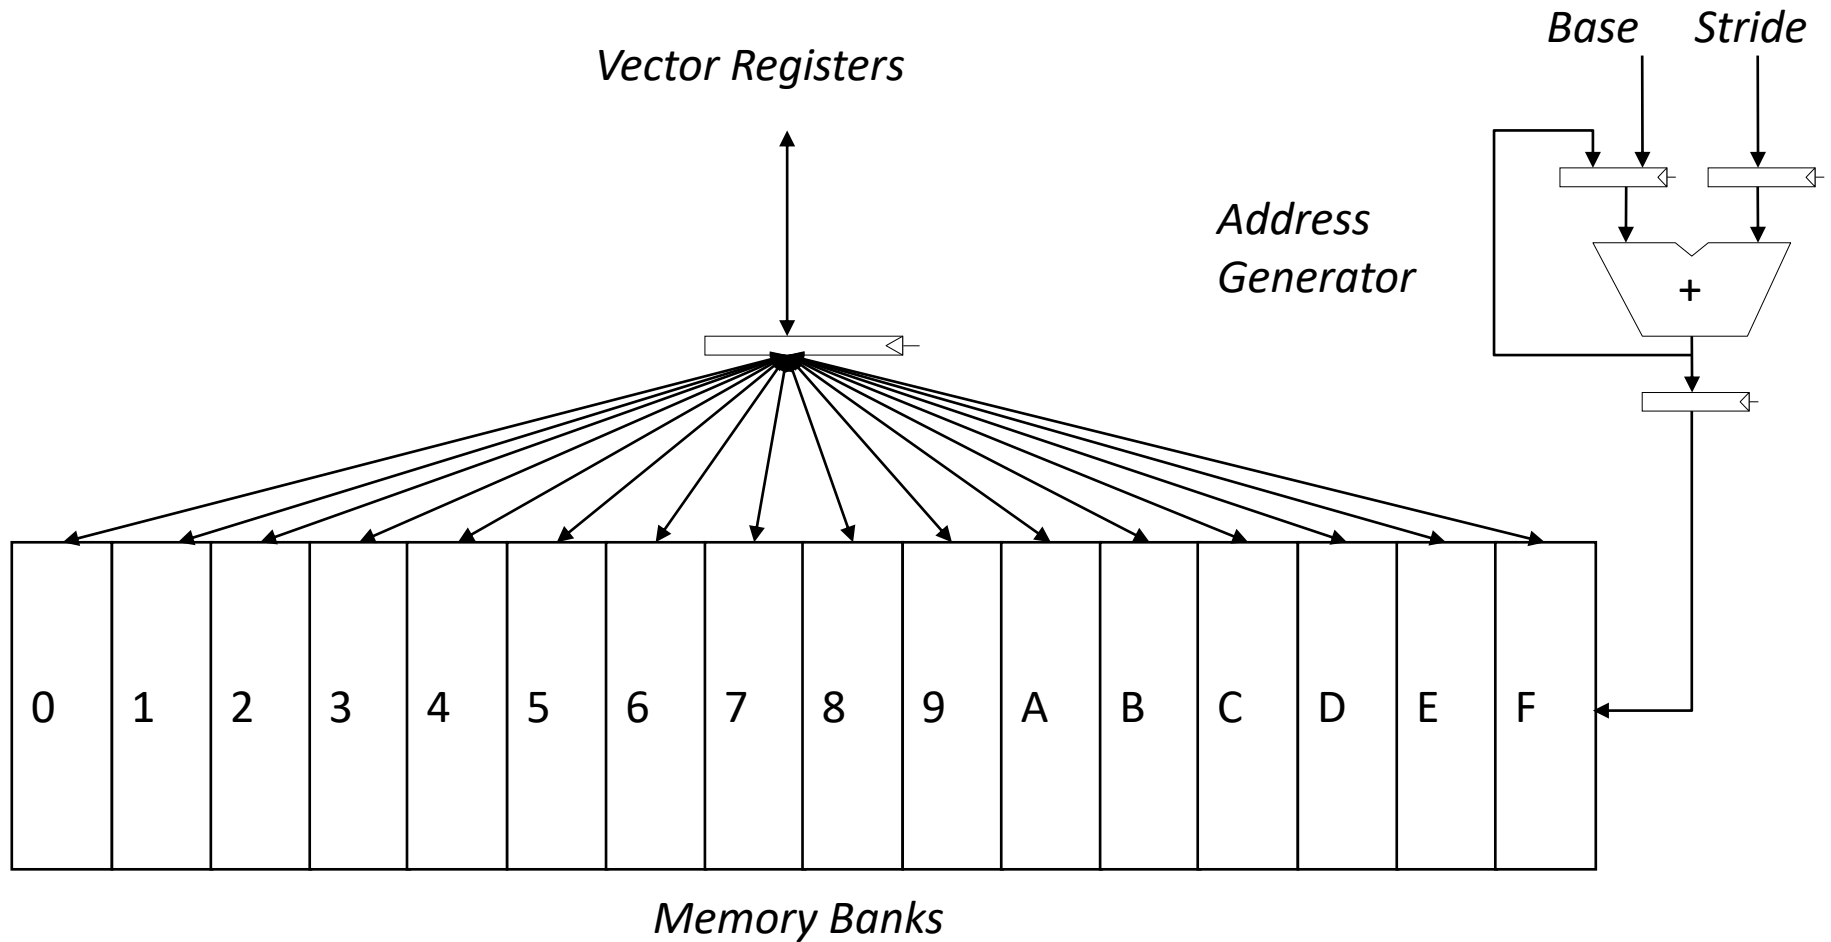 Base Stride
Vector Registers
Address
Generator
+
0 1 2 3 4 5 6 7 8 9 A B C D E F
Memory Banks